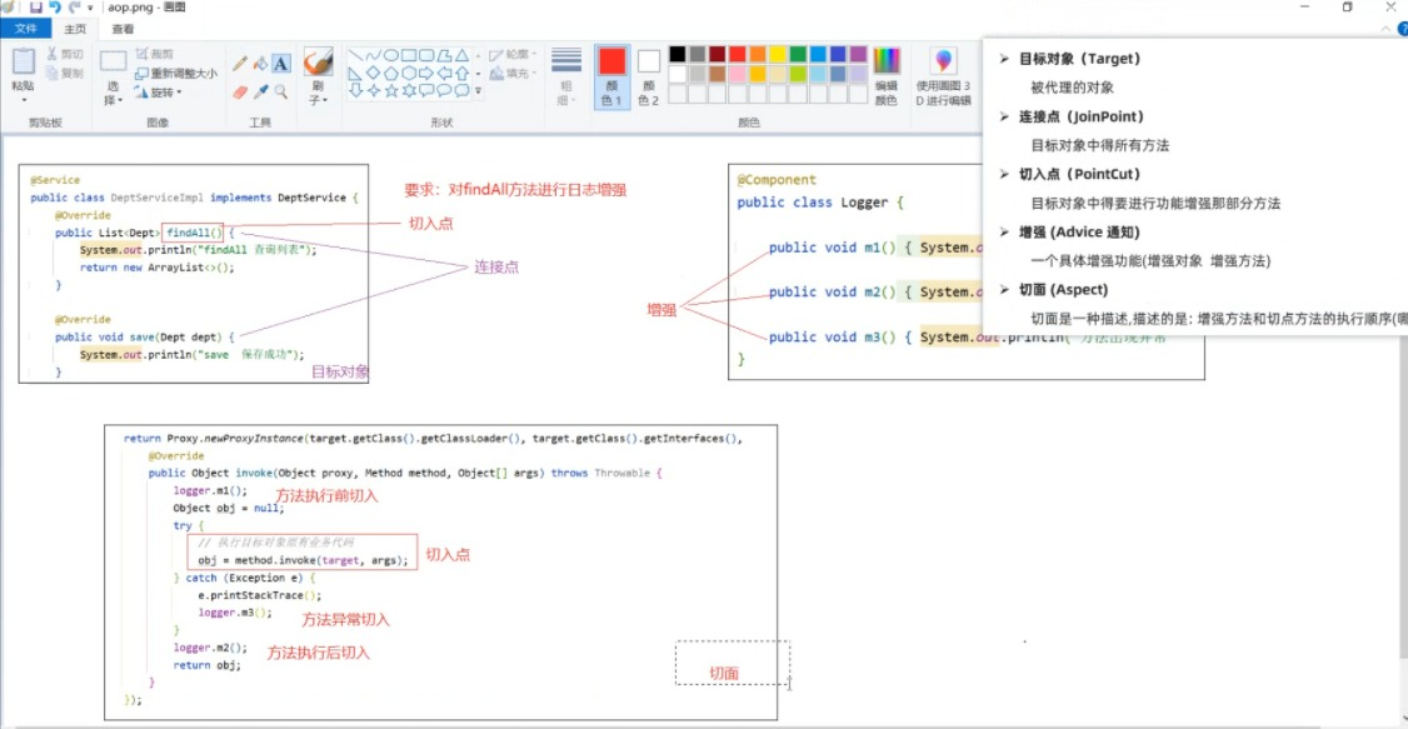 aop.png - 画图
文件
主页
查看
粘贴
剪切
复制
剪贴板
选择
裁剪
重新调整大小
旋转
图像
A
工具
刷子
轮廓
填充
形状
粗细
颜色 1
颜色 2
编辑颜色
颜色
使用画图 3D 进行编辑
目标对象（Target）
被代理的对象
连接点（JoinPoint）
目标对象中得所有方法
切入点（PointCut）
目标对象中得要进行功能增强那部分方法
增强 (Advice 通知)
一个具体增强功能(增强对象 增强方法)
切面 (Aspect)
切面是一种描述,描述的是: 增强方法和切点方法的执行顺序(哪
@Service
public class DeptServiceImpl implements DeptService {
@Override
public List<Dept> findAll() {
System.out.println("findAll 查询列表");
return new ArrayList<>();
}
@Override
public void save(Dept dept) {
System.out.println("save 保存成功");
}
目标对象
要求：对findAll方法进行日志增强
切入点
连接点
增强
@Component
public class Logger {
public void m1() { System.o
public void m2() { System.o
public void m3() { System.out.println("方法出现异常
}
return Proxy.newProxyInstance(target.getClass().getClassLoader(), target.getClass().getInterfaces(),
@Override
public Object invoke(Object proxy, Method method, Object[] args) throws Throwable {
logger.m1(); 方法执行前切入
Object obj = null;
try {
// 执行目标对象原有业务代码
obj = method.invoke(target, args); 切入点
} catch (Exception e) {
e.printStackTrace();
logger.m3(); 方法异常切入
}
logger.m2(); 方法执行后切入
return obj;
}
});
切面